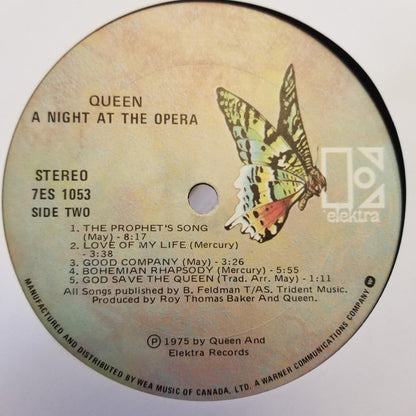 QUEEN
A NIGHT AT THE OPERA
STEREO
7ES 1053
SIDE TWO
elektra
1. THE PROPHET'S SONG
(May) - 8:17
2. LOVE OF MY LIFE (Mercury)
- 3:38
3. GOOD COMPANY (May) - 3:26
4. BOHEMIAN RHAPSODY (Mercury) - 5:55
5. GOD SAVE THE QUEEN (Trad. Arr. May) - 1:11
All Songs published by B. Feldman T/AS. Trident Music.
Produced by Roy Thomas Baker and Queen.
℗ 1975 by Queen And
Elektra Records
MANUFACTURED AND DISTRIBUTED BY WEA MUSIC OF CANADA, LTD. A WARNER COMMUNICATIONS COMPANY